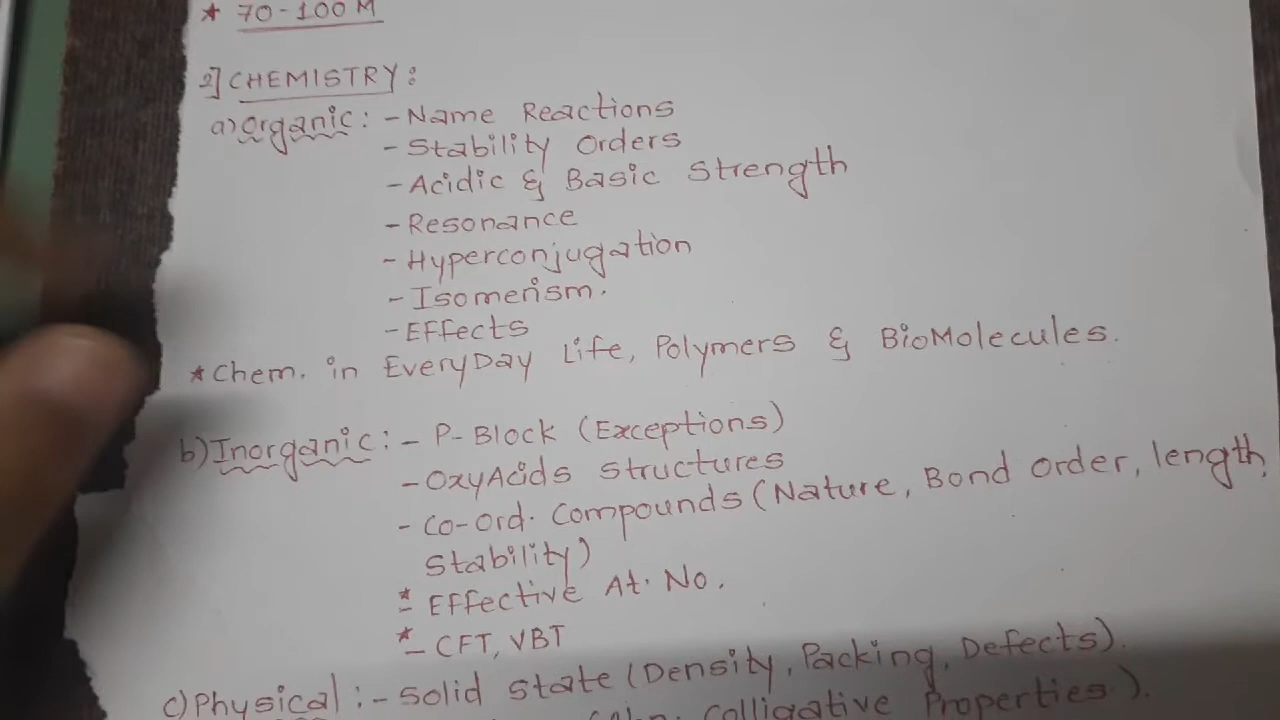 * 70-100 M
2] CHEMISTRY:
a) Organic: - Name Reactions
- Stability Orders
- Acidic & Basic Strength
- Resonance
- Hyperconjugation
- Isomerism.
- Effects
* Chem. in EveryDay Life, Polymers & BioMolecules.
b) Inorganic: - P-Block (Exceptions)
- OxyAcids structures
- Co-ord. Compounds (Nature, Bond order, length,
stability)
* - Effective At. No.
* - CFT, VBT
c) Physical: - Solid state (Density, Packing, Defects).
Colligative Properties).